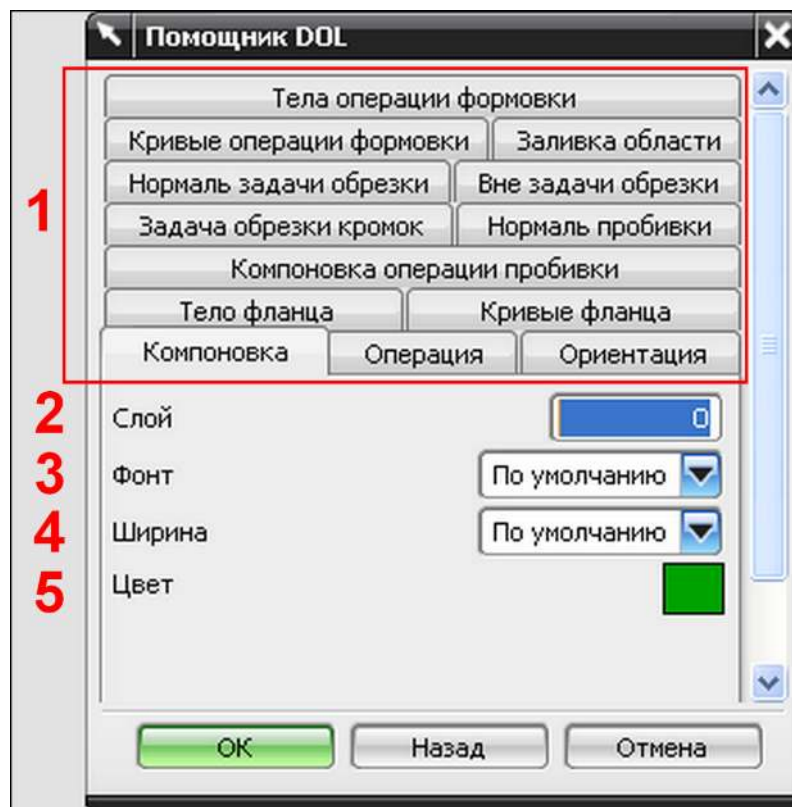 Помощник DOL
Тела операции формовки
Кривые операции формовки Заливка области
Нормаль задачи обрезки Вне задачи обрезки
1 Задача обрезки кромок Нормаль пробивки
Компоновка операции пробивки
Тело фланца Кривые фланца
Компоновка Операция Ориентация
2 Слой 0
3 Фонт По умолчанию
4 Ширина По умолчанию
5 Цвет
ОК Назад Отмена